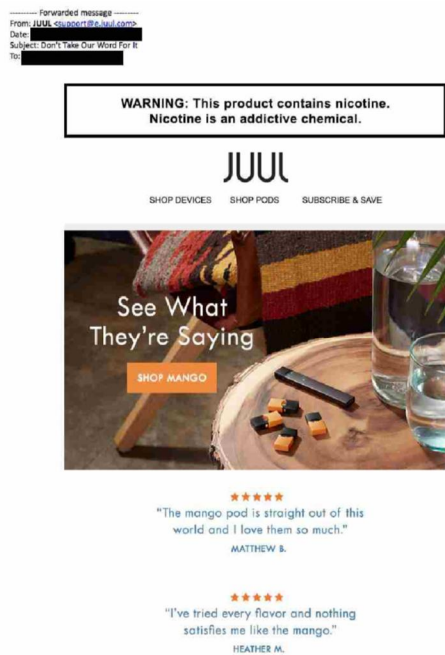 ---------- Forwarded message ---------
From: JUUL <support@e.juul.com>
Date:
Subject: Don't Take Our Word For It
To:
WARNING: This product contains nicotine.
Nicotine is an addictive chemical.
JUUL
SHOP DEVICES SHOP PODS SUBSCRIBE & SAVE
See What
They're Saying
SHOP MANGO
"The mango pod is straight out of this
world and I love them so much."
MATTHEW B.
"I've tried every flavor and nothing
satisfies me like the mango."
HEATHER M.